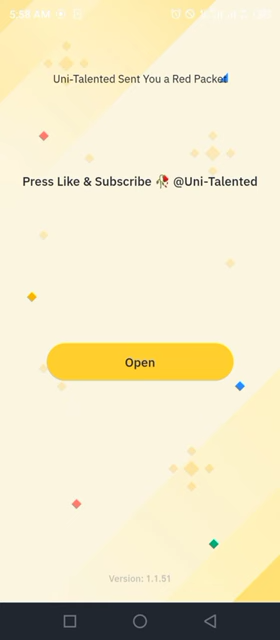 5:58 AM
Uni-Talented Sent You a Red Packet
Press Like & Subscribe 🥀 @Uni-Talented
Open
Version: 1.1.51